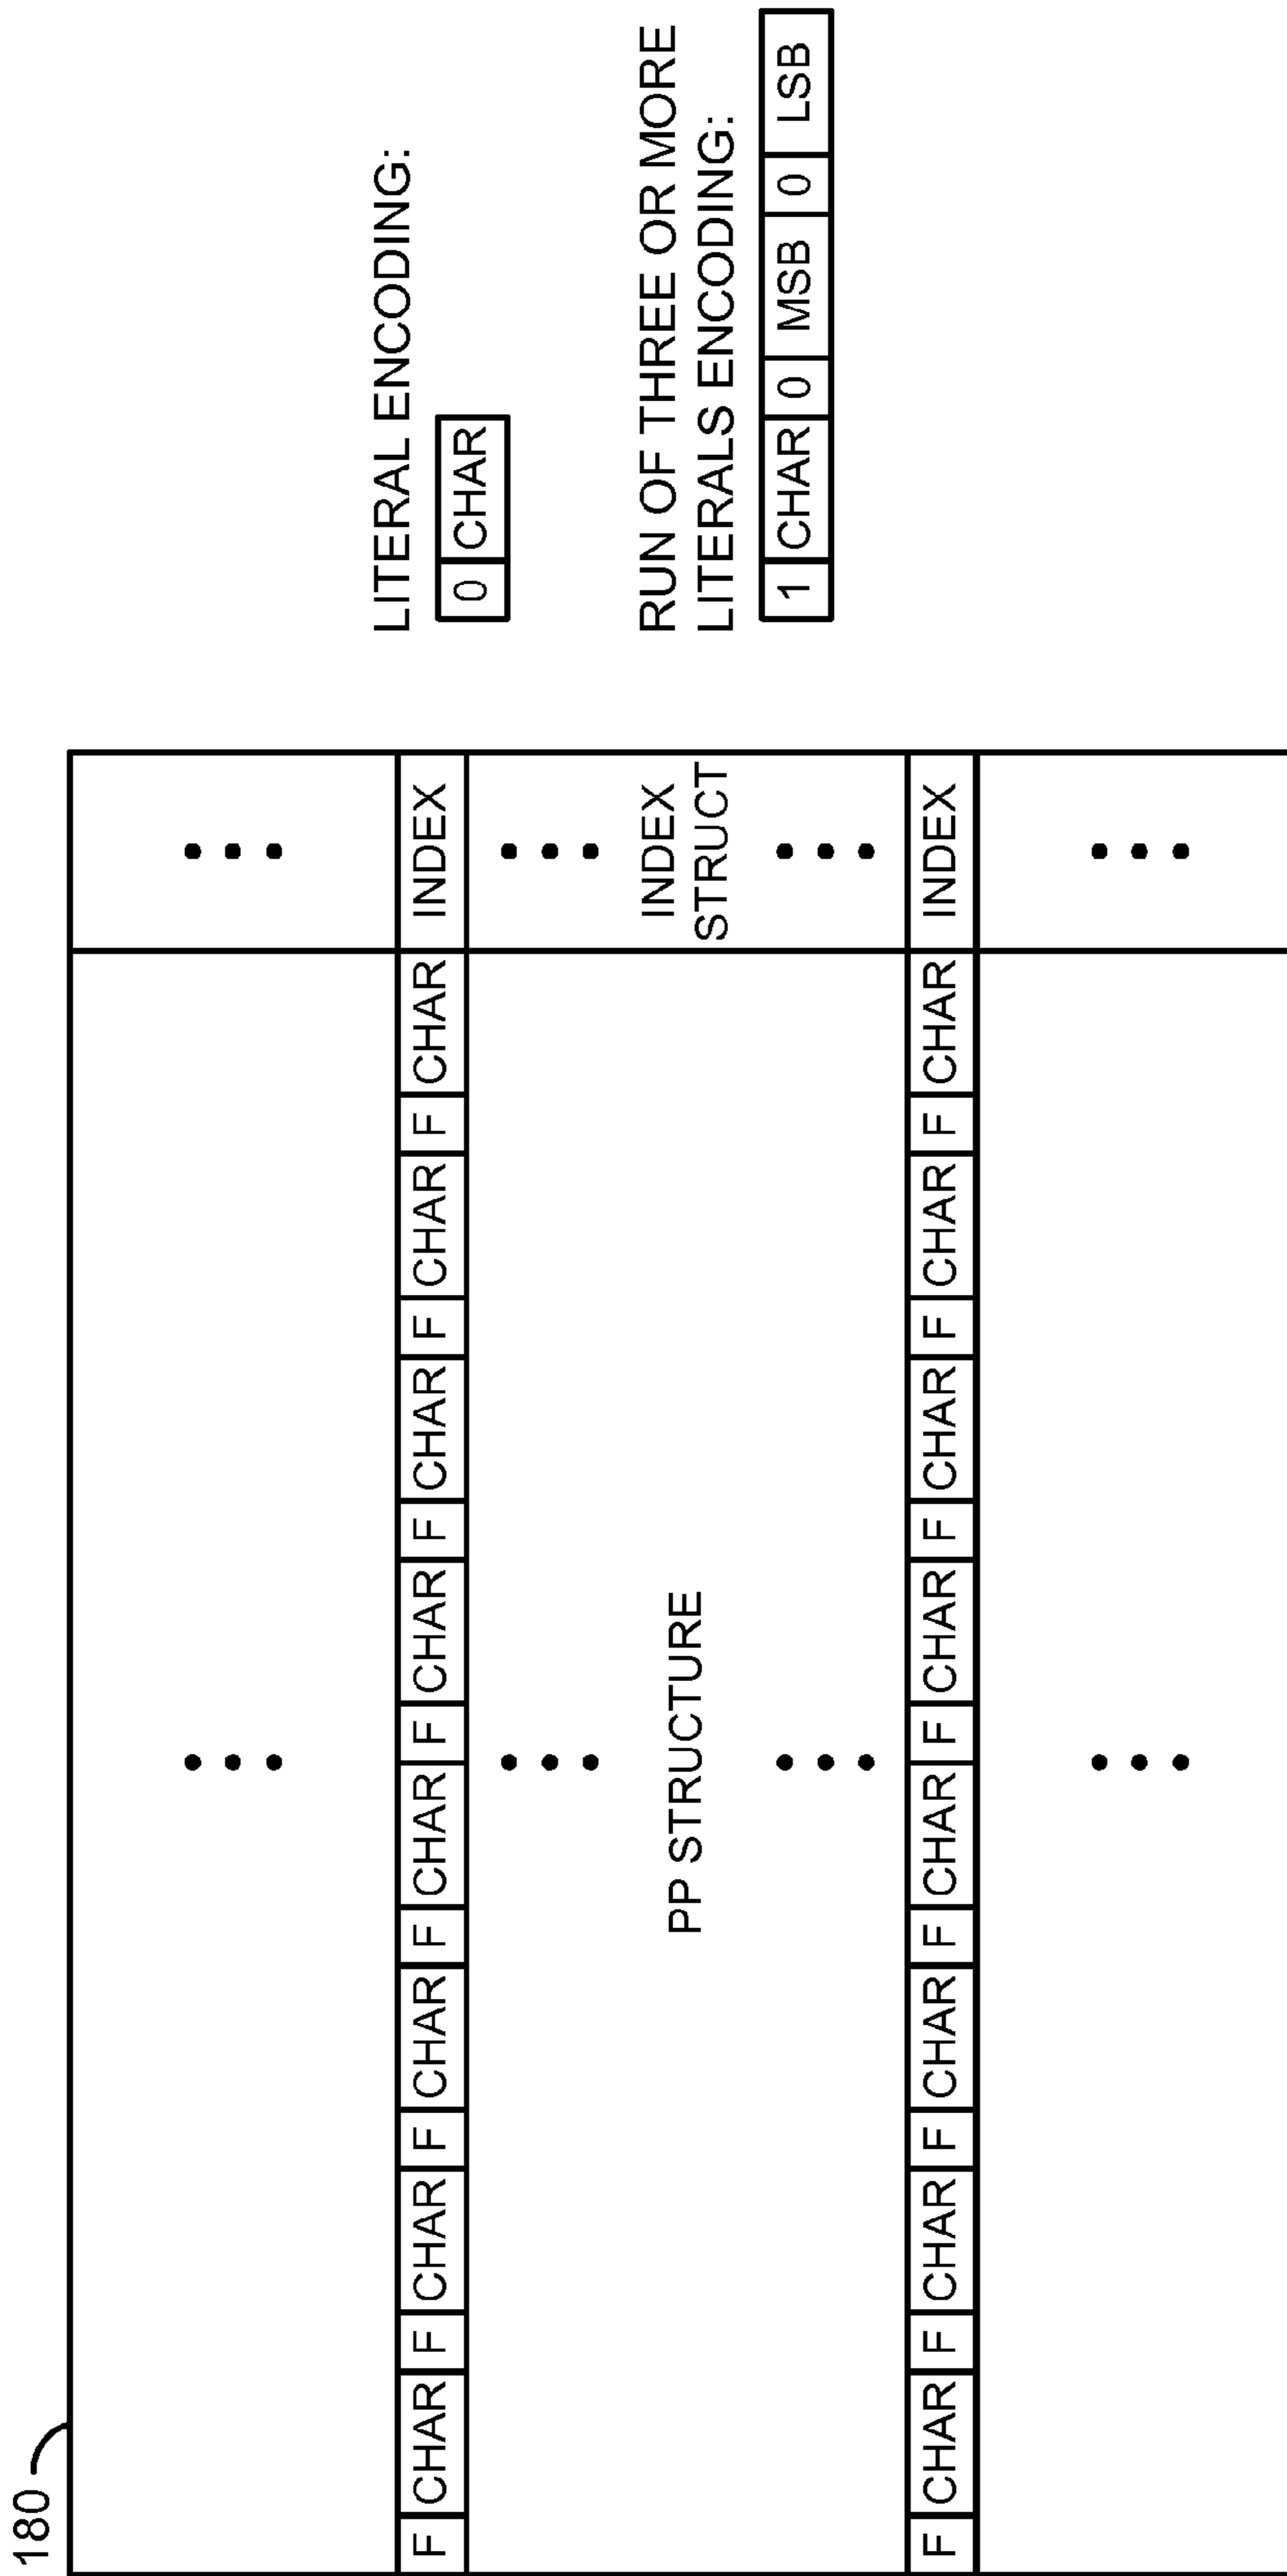 180
F CHAR F CHAR F CHAR F CHAR F CHAR F CHAR F CHAR F CHAR INDEX
PP STRUCTURE
INDEX
STRUCT
F CHAR F CHAR F CHAR F CHAR F CHAR F CHAR F CHAR F CHAR INDEX
LITERAL ENCODING:
0 CHAR
RUN OF THREE OR MORE
LITERALS ENCODING:
1 CHAR 0 MSB 0 LSB